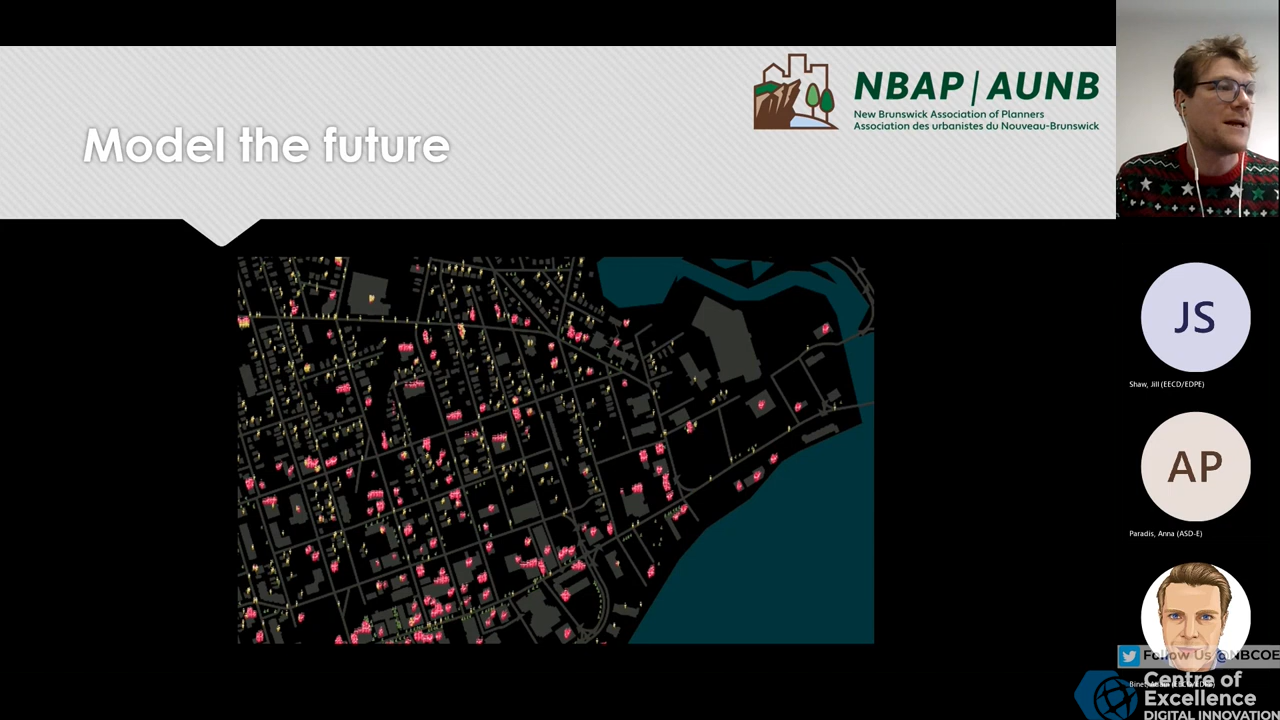 Model the future
NBAP | AUNB
New Brunswick Association of Planners
Association des urbanistes du Nouveau-Brunswick
JS
Shaw, Jill (EECD/EDPE)
AP
Paradis, Anna (ASD-E)
Follow Us @NBCOE
Centre of
Excellence
DIGITAL INNOVATION